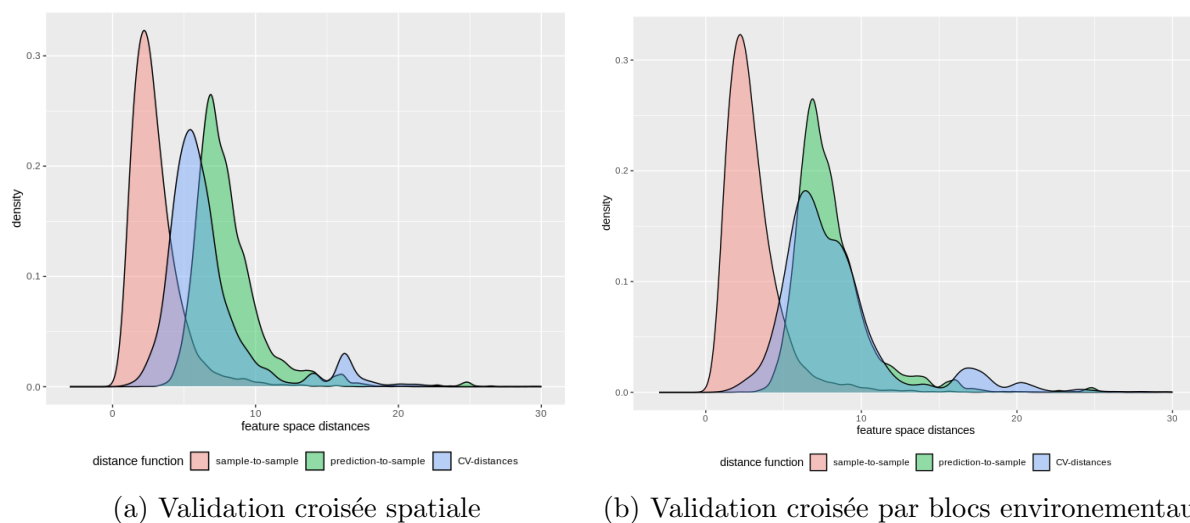 0.3
0.2
0.1
0.0
density
0
10
20
30
feature space distances
distance function sample-to-sample prediction-to-sample CV-distances
(a) Validation croisée spatiale
0.3
0.2
0.1
0.0
density
0
10
20
30
feature space distances
distance function sample-to-sample prediction-to-sample CV-distances
(b) Validation croisée par blocs environementau